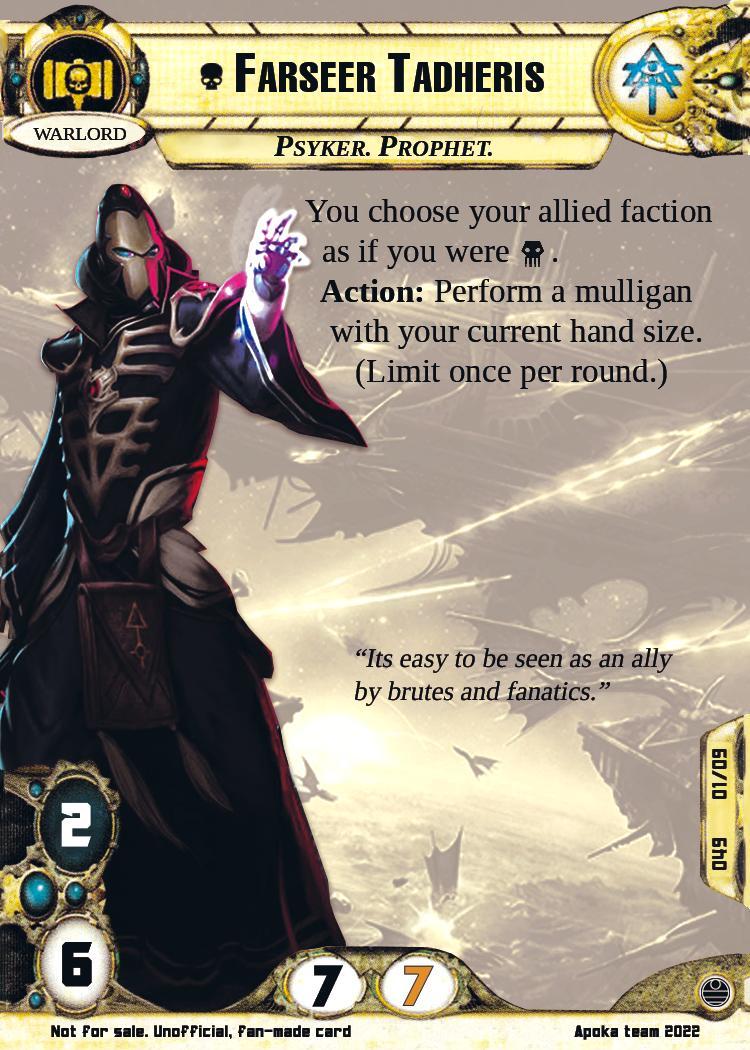 FARSEER TADHERIS
WARLORD
PSYKER. PROPHET.
You choose your allied faction
as if you were .
Action: Perform a mulligan
with your current hand size.
(Limit once per round.)
“Its easy to be seen as an ally
by brutes and fanatics.”
01/09
049
2
6
7 7
Not for sale. Unofficial, fan-made card
Apoka team 2022